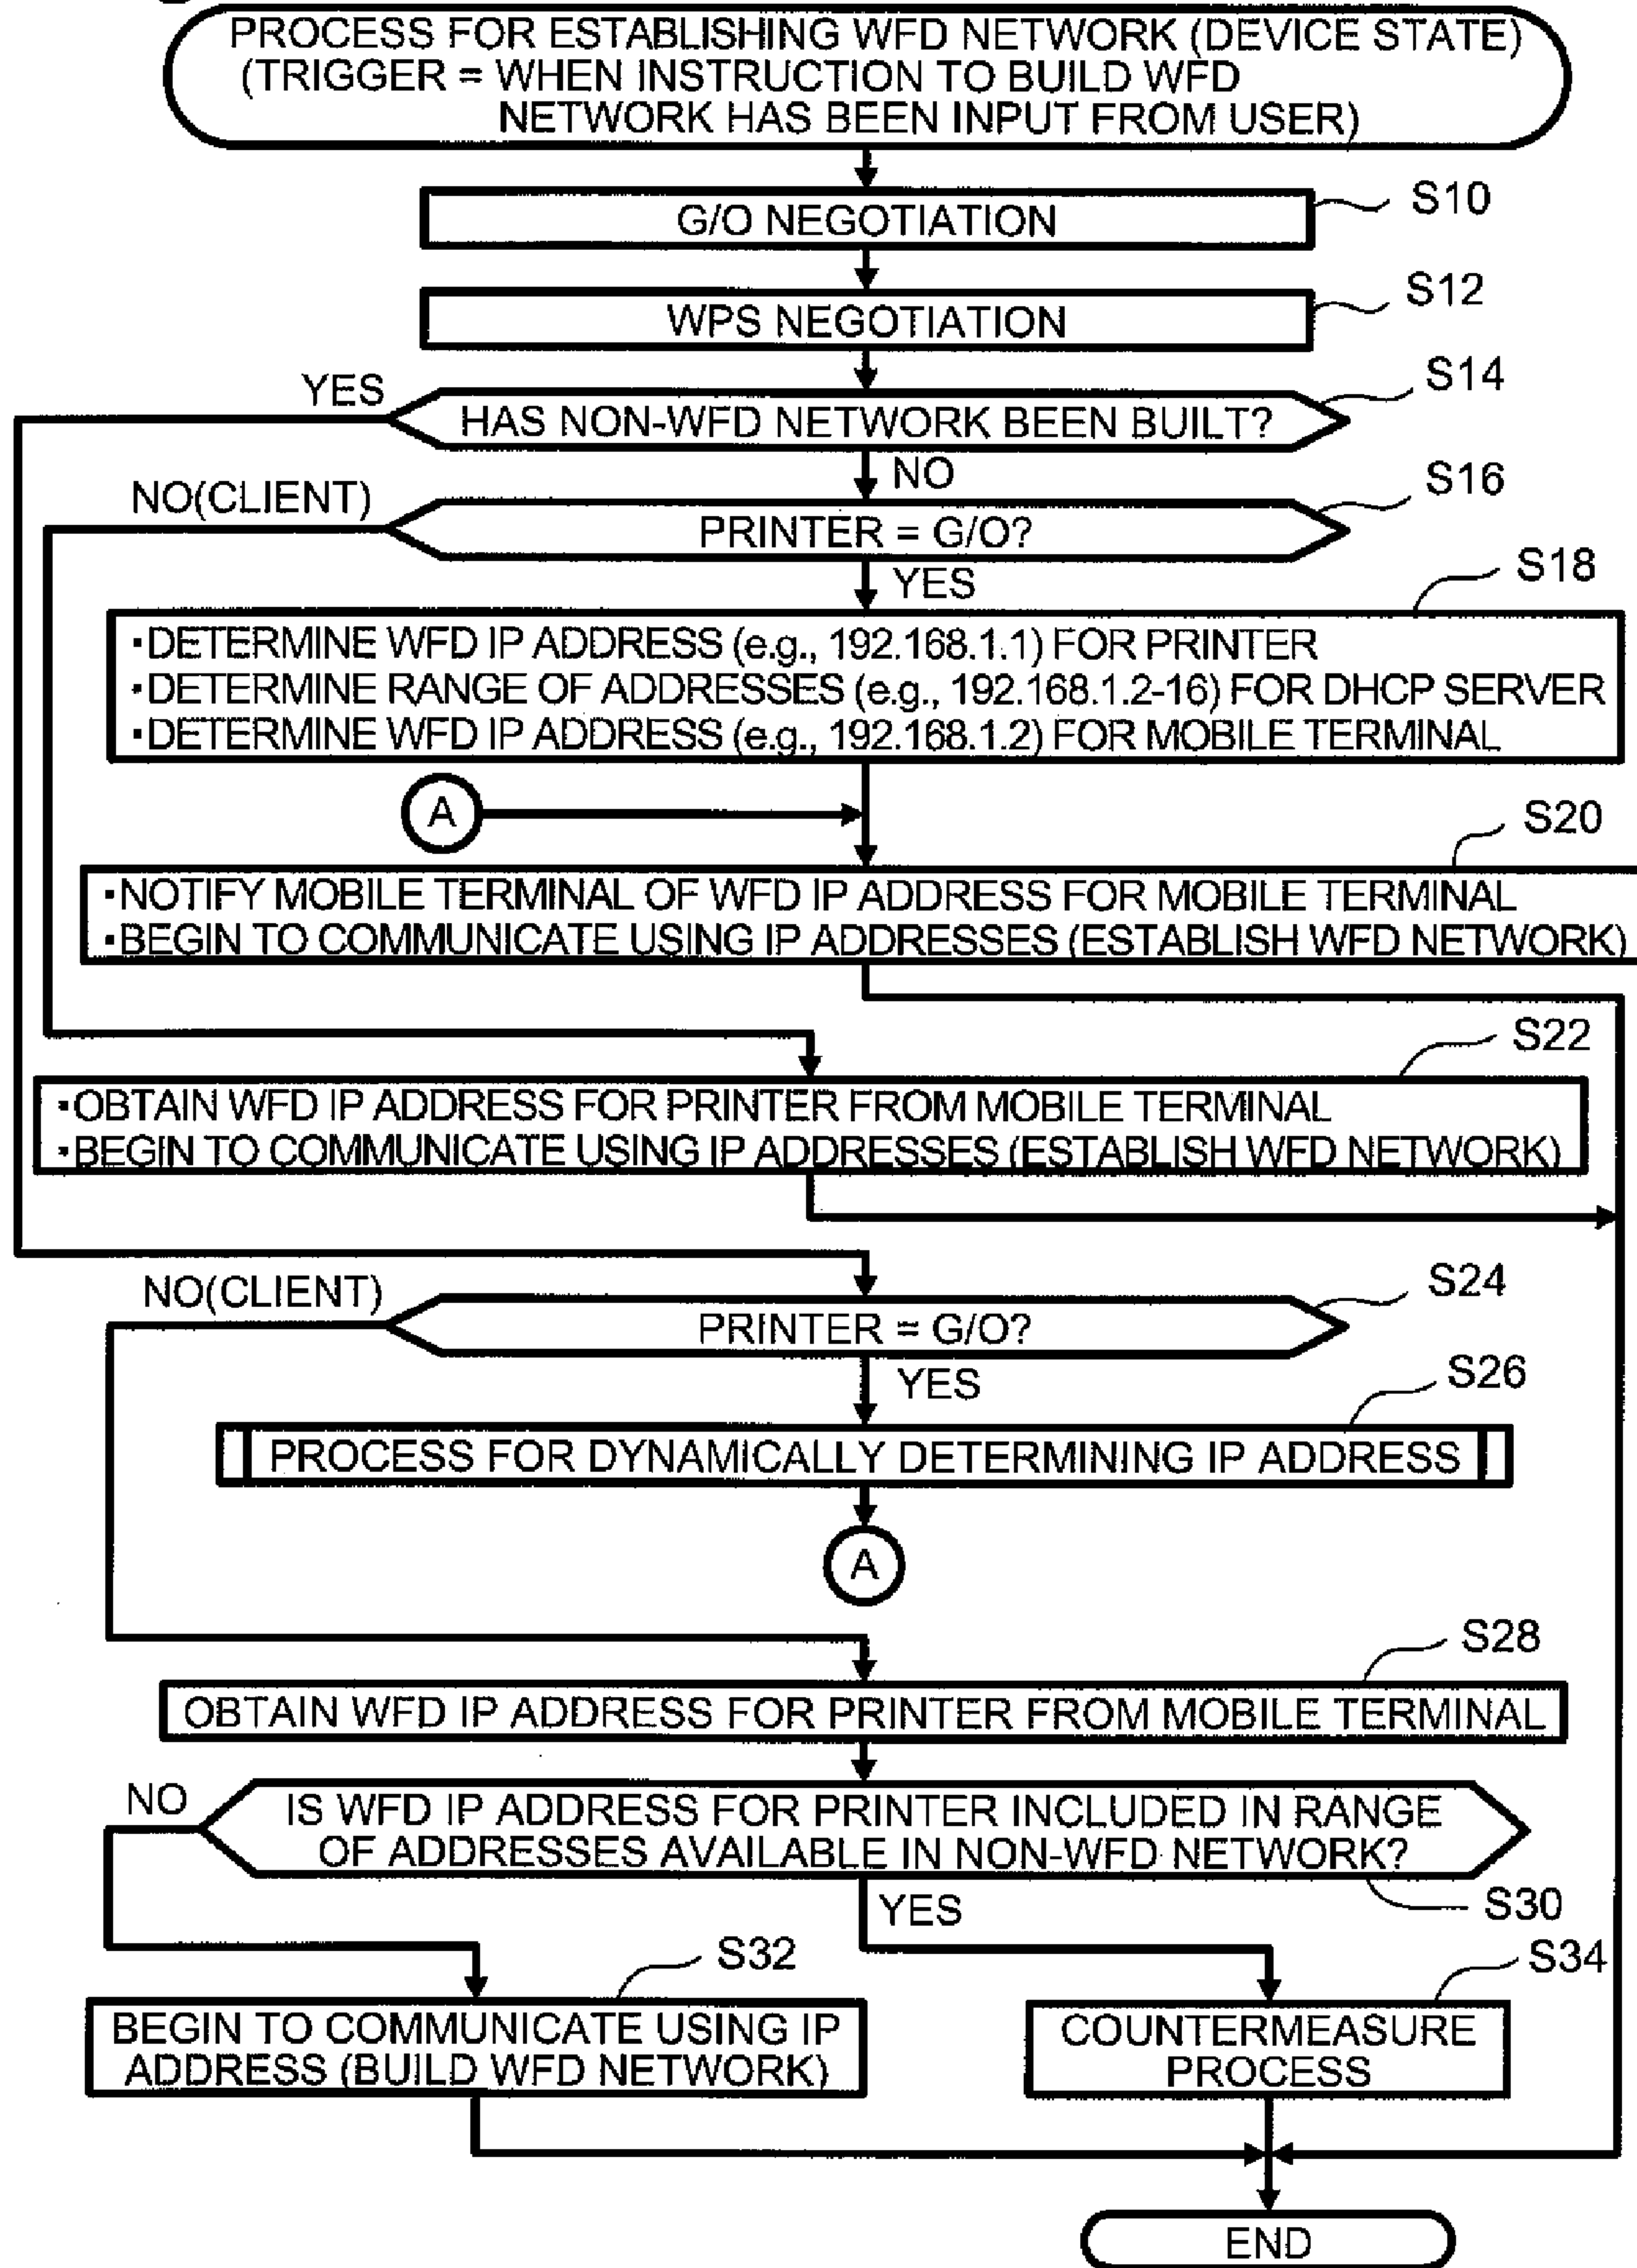 PROCESS FOR ESTABLISHING WFD NETWORK (DEVICE STATE)
(TRIGGER = WHEN INSTRUCTION TO BUILD WFD
NETWORK HAS BEEN INPUT FROM USER)
S10
G/O NEGOTIATION
S12
WPS NEGOTIATION
S14
YES
HAS NON-WFD NETWORK BEEN BUILT?
NO
S16
NO(CLIENT)
PRINTER = G/O?
YES
S18
▪DETERMINE WFD IP ADDRESS (e.g., 192.168.1.1) FOR PRINTER
▪DETERMINE RANGE OF ADDRESSES (e.g., 192.168.1.2-16) FOR DHCP SERVER
▪DETERMINE WFD IP ADDRESS (e.g., 192.168.1.2) FOR MOBILE TERMINAL
A
S20
▪NOTIFY MOBILE TERMINAL OF WFD IP ADDRESS FOR MOBILE TERMINAL
▪BEGIN TO COMMUNICATE USING IP ADDRESSES (ESTABLISH WFD NETWORK)
S22
▪OBTAIN WFD IP ADDRESS FOR PRINTER FROM MOBILE TERMINAL
▪BEGIN TO COMMUNICATE USING IP ADDRESSES (ESTABLISH WFD NETWORK)
S24
NO(CLIENT)
PRINTER = G/O?
YES
S26
PROCESS FOR DYNAMICALLY DETERMINING IP ADDRESS
A
S28
OBTAIN WFD IP ADDRESS FOR PRINTER FROM MOBILE TERMINAL
NO
IS WFD IP ADDRESS FOR PRINTER INCLUDED IN RANGE
OF ADDRESSES AVAILABLE IN NON-WFD NETWORK?
YES
S30
S32
S34
BEGIN TO COMMUNICATE USING IP
ADDRESS (BUILD WFD NETWORK)
COUNTERMEASURE
PROCESS
END